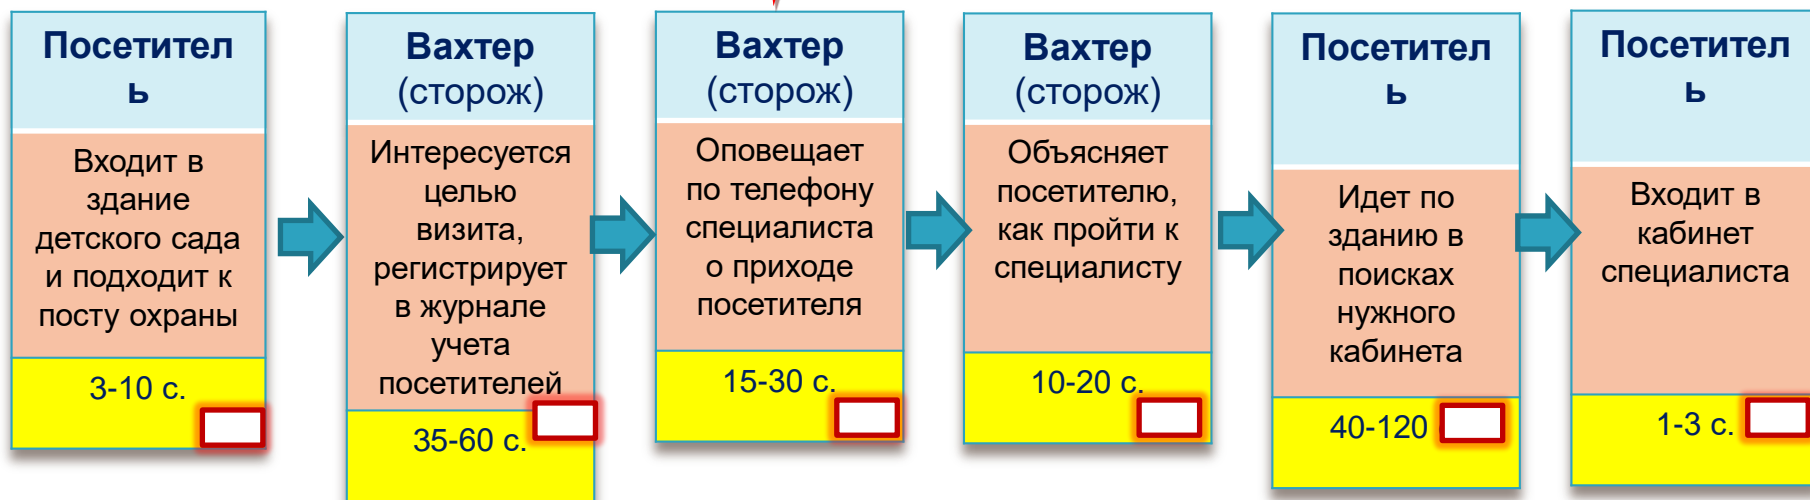 Посетител
ь
Входит в
здание
детского сада
и подходит к
посту охраны
3-10 с.
Вахтер
(сторож)
Интересуется
целью
визита,
регистрирует
в журнале
учета
посетителей
35-60 с.
Вахтер
(сторож)
Оповещает
по телефону
специалиста
о приходе
посетителя
15-30 с.
Вахтер
(сторож)
Объясняет
посетителю,
как пройти к
специалисту
10-20 с.
Посетител
ь
Идет по
зданию в
поисках
нужного
кабинета
40-120
Посетител
ь
Входит в
кабинет
специалиста
1-3 с.